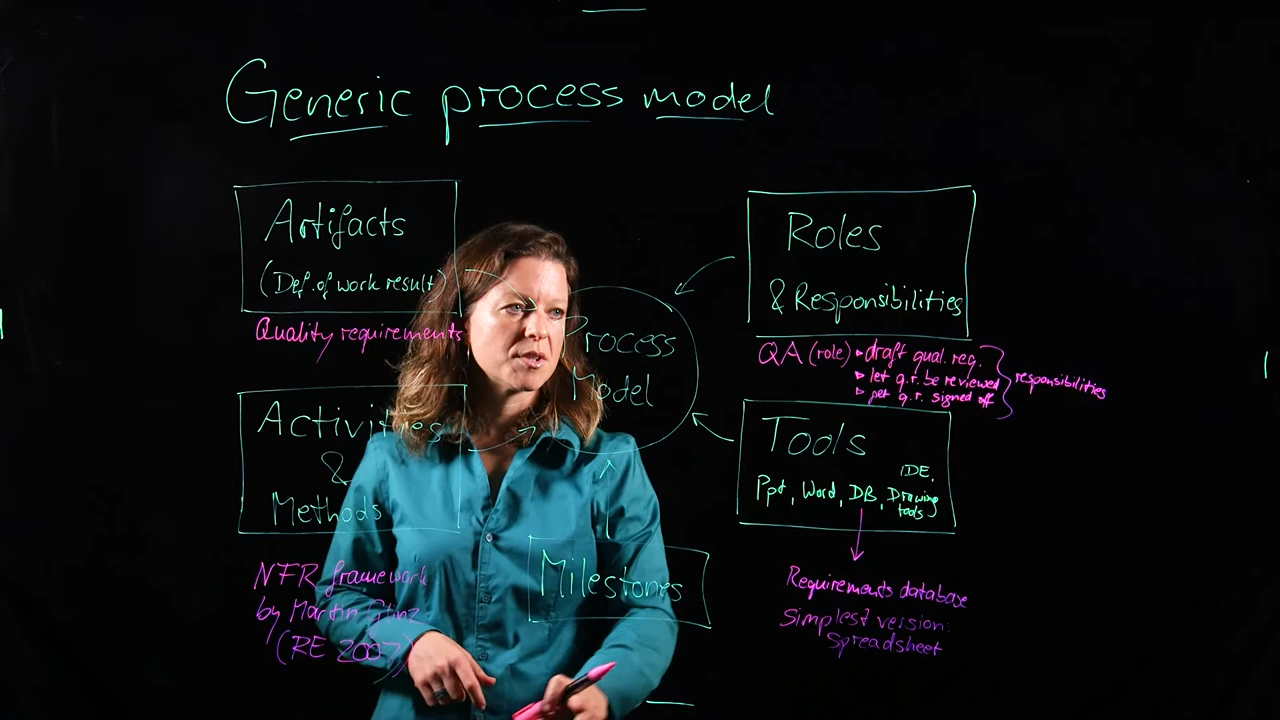 Generic process model
Artifacts
(Def. of work result)
Quality requirements
Activities
&
Methods
NFR framework
by Martin Glinz
(RE 2007)
Process
Model
Milestones
Roles
& Responsibilities
QA (role) ▸ draft qual. req.
▸ let q.r. be reviewed
▸ get q.r. signed off
responsibilities
Tools
Ppt, Word, DB, IDE, Drawing
tools
Requirements database
Simplest version:
Spreadsheet